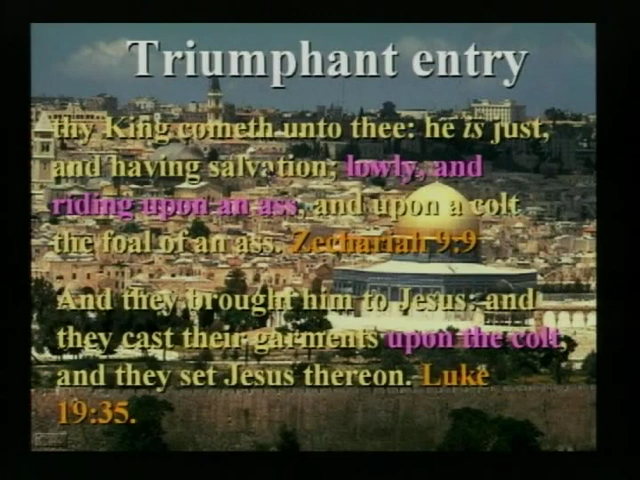 Triumphant entry
thy King cometh unto thee: he is just,
and having salvation; lowly, and
riding upon an ass, and upon a colt
the foal of an ass. Zechariah 9:9
And they brought him to Jesus: and
they cast their garments upon the colt,
and they set Jesus thereon. Luke
19:35.